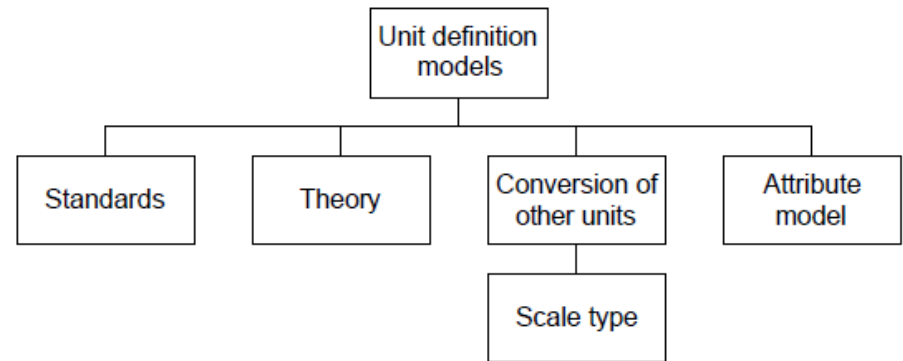 Unit definition
models
Standards
Theory
Conversion of
other units
Attribute
model
Scale type